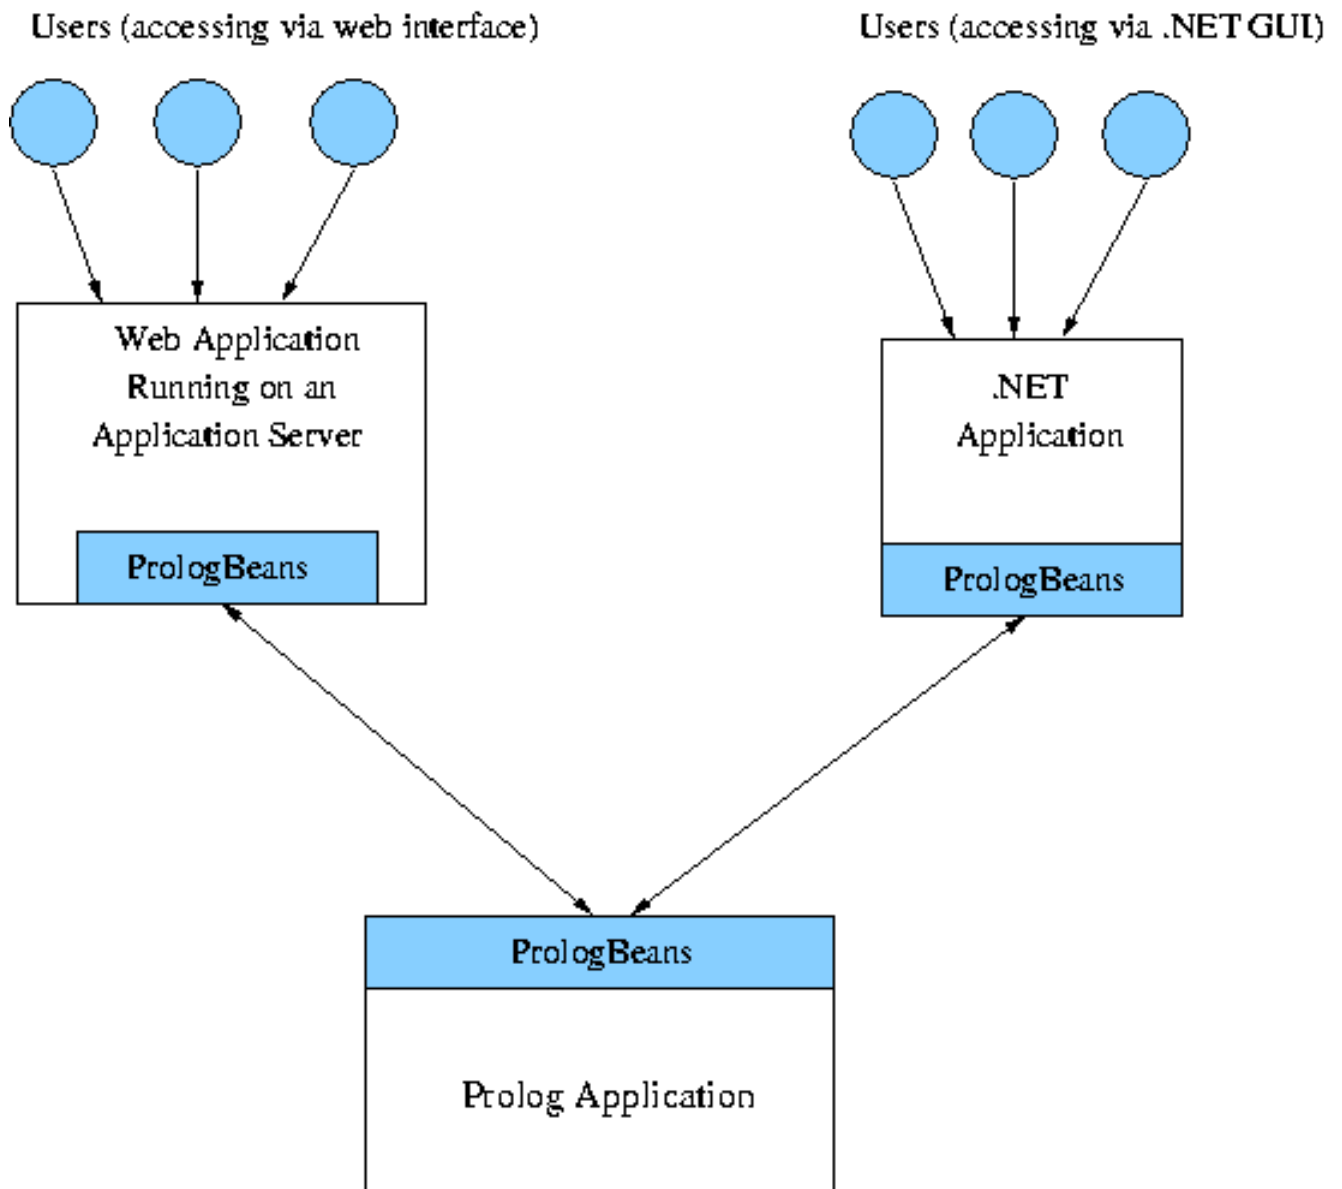 Users (accessing via web interface)
Users (accessing via .NET GUI)
Web Application
Running on an
Application Server
PrologBeans
.NET
Application
PrologBeans
PrologBeans
Prolog Application